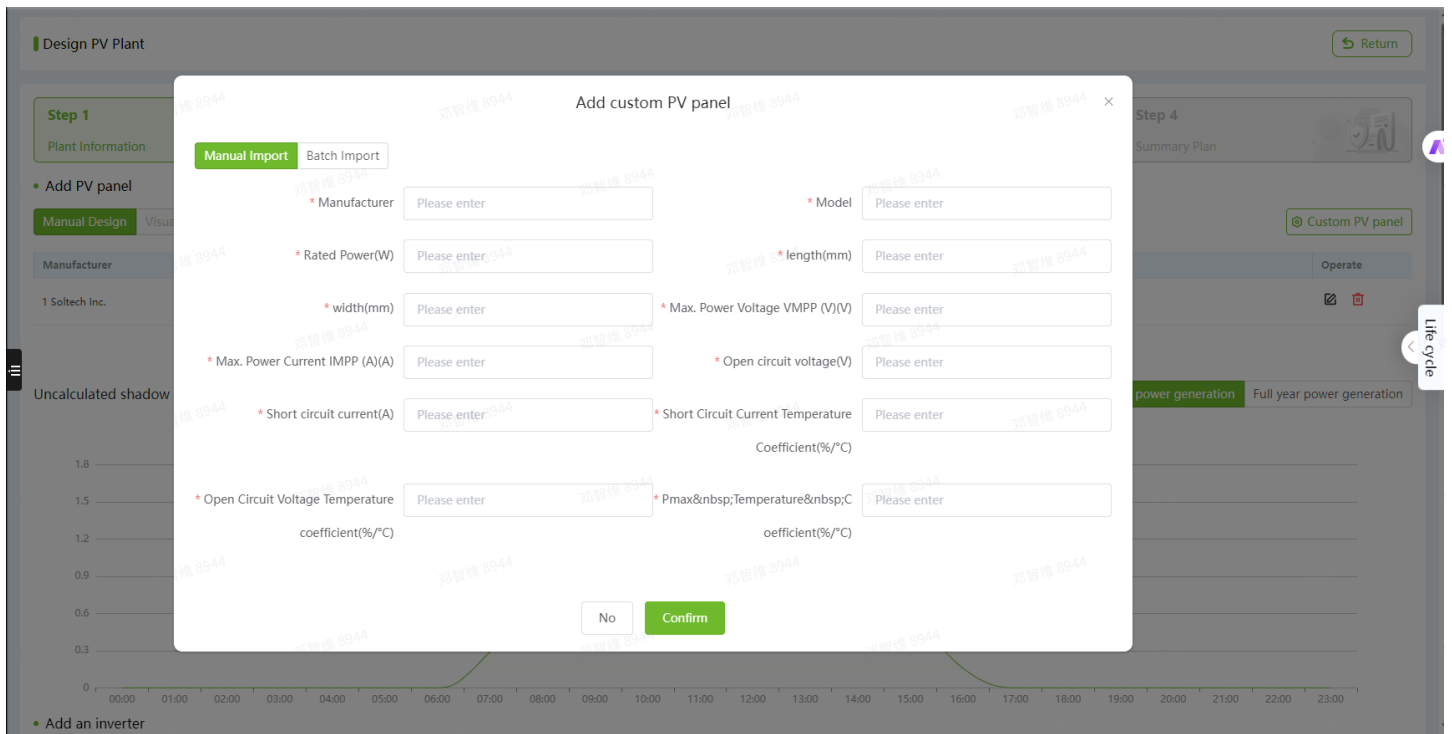 Design PV Plant
Return
Step 1
Plant Information
Step 4
Summary Plan
Add PV panel
Manual Design Visua
Custom PV panel
Manufacturer
Operate
1 Soltech Inc.
Life cycle
Uncalculated shadow
power generation Full year power generation
1.8
1.5
1.2
0.9
0.6
0.3
0
00:00 01:00 02:00 03:00 04:00 05:00 06:00 07:00 08:00 09:00 10:00 11:00 12:00 13:00 14:00 15:00 16:00 17:00 18:00 19:00 20:00 21:00 22:00 23:00
Add an inverter
Add custom PV panel
Manual Import Batch Import
* Manufacturer Please enter
* Model Please enter
* Rated Power(W) Please enter
* length(mm) Please enter
* width(mm) Please enter
* Max. Power Voltage VMPP (V)(V) Please enter
* Max. Power Current IMPP (A)(A) Please enter
* Open circuit voltage(V) Please enter
* Short circuit current(A) Please enter
* Short Circuit Current Temperature
Coefficient(%/°C)
Please enter
* Open Circuit Voltage Temperature
coefficient(%/°C)
Please enter
* Pmax&nbsp;Temperature&nbsp;C
oefficient(%/°C)
Please enter
No Confirm
邓智维 8944